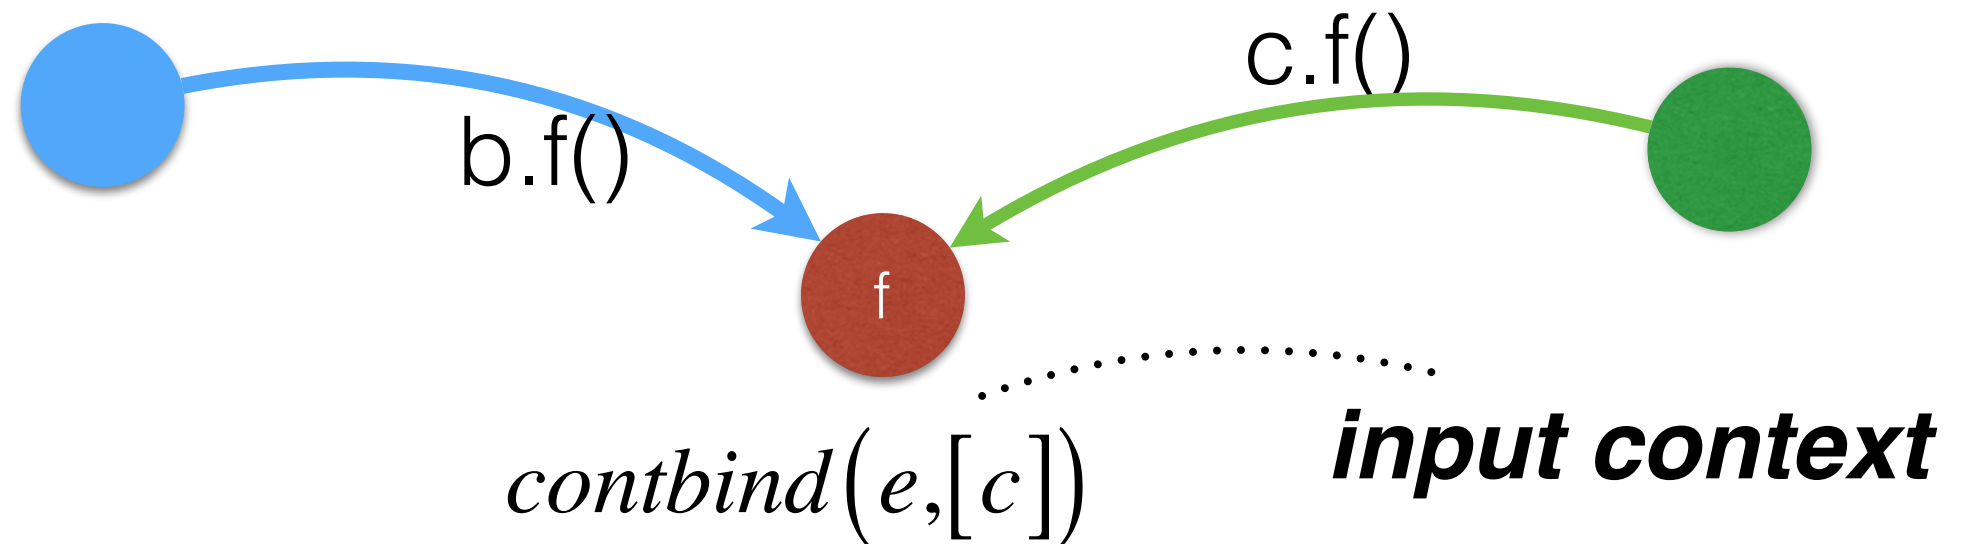 c.f()
b.f()
f
input context
contbind(e,[c])